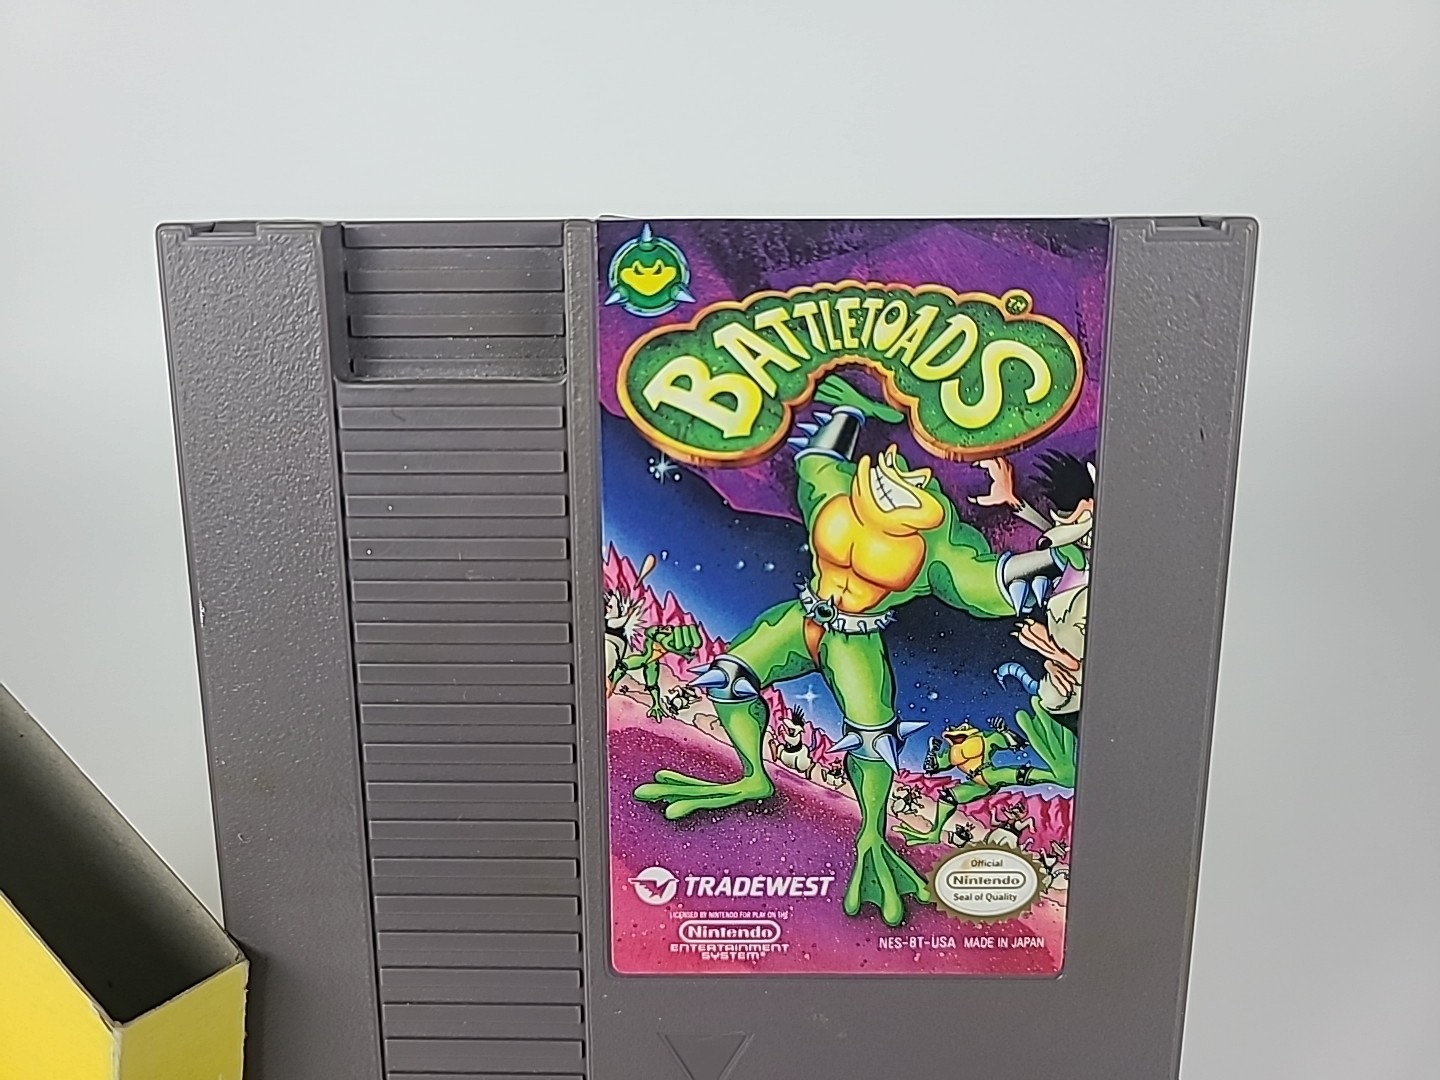 BATTLETOADS
TRADEWEST
LICENSED BY NINTENDO FOR PLAY ON THE
Nintendo
ENTERTAINMENT
SYSTEM®
Official
Nintendo
Seal of Quality
NES-8T-USA MADE IN JAPAN